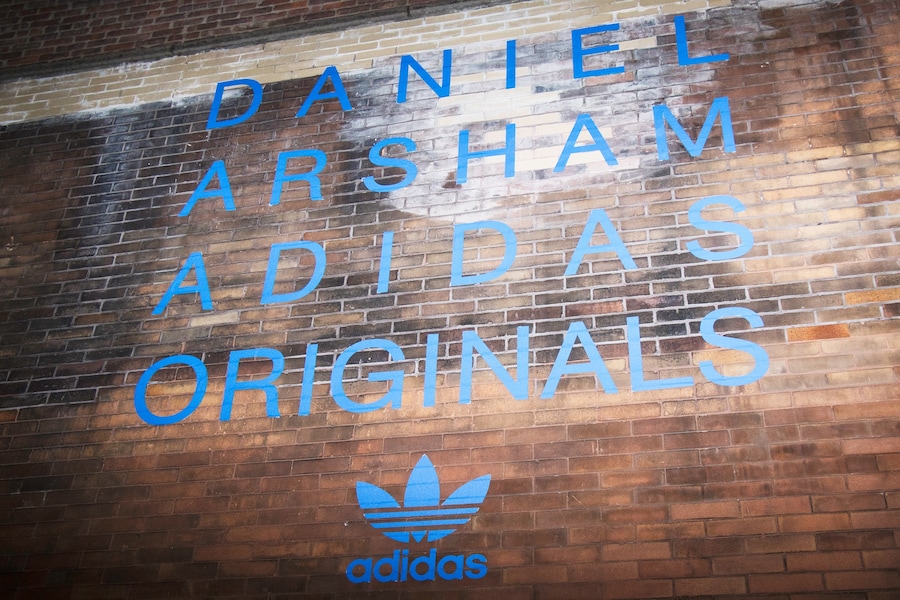 DANIEL
ARSHAM
ADIDAS
ORIGINALS
adidas